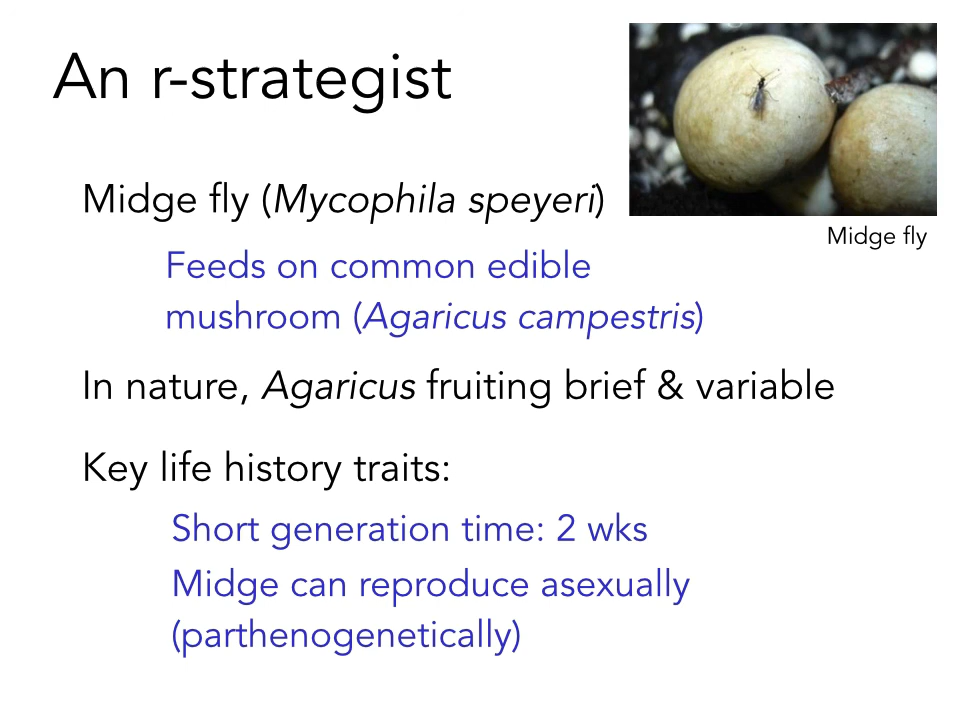 An r-strategist
Midge fly (Mycophila speyeri)
Midge fly
Feeds on common edible
mushroom (Agaricus campestris)
In nature, Agaricus fruiting brief & variable
Key life history traits:
Short generation time: 2 wks
Midge can reproduce asexually
(parthenogenetically)